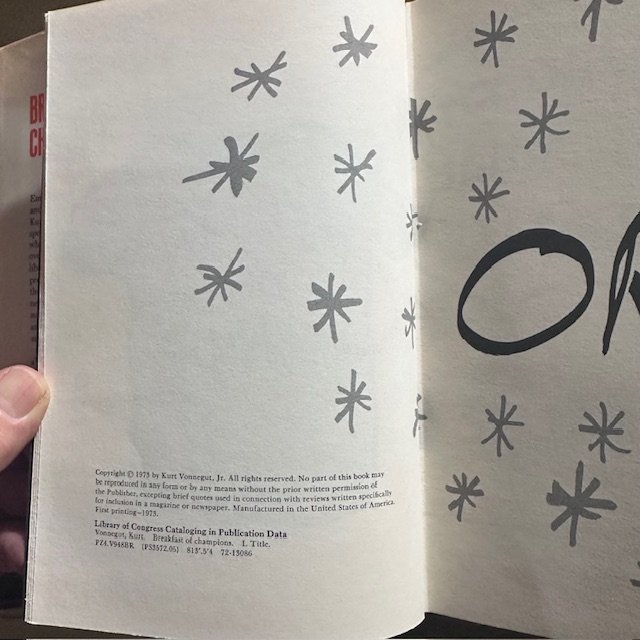 BR
CH
OR
Copyright © 1973 by Kurt Vonnegut, Jr. All rights reserved. No part of this book may
be reproduced in any form or by any means without the prior written permission of
the Publisher, excepting brief quotes used in connection with reviews written specifically
for inclusion in a magazine or newspaper. Manufactured in the United States of America.
First printing—1973.
Library of Congress Cataloging in Publication Data
Vonnegut, Kurt. Breakfast of champions. I. Title.
PZ4.V948BR [PS3572.O5] 813'.5'4 72-13086